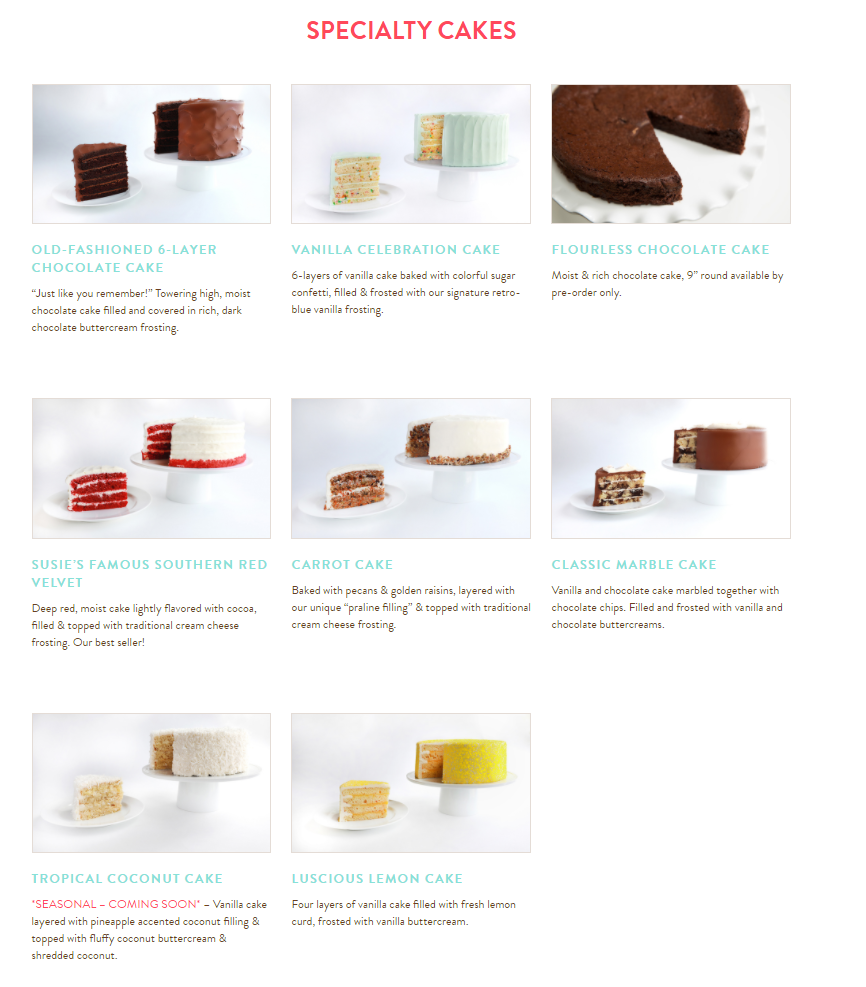 SPECIALTY CAKES
OLD-FASHIONED 6-LAYER
CHOCOLATE CAKE
“Just like you remember!” Towering high, moist
chocolate cake filled and covered in rich, dark
chocolate buttercream frosting.
VANILLA CELEBRATION CAKE
6-layers of vanilla cake baked with colorful sugar
confetti, filled & frosted with our signature retro-
blue vanilla frosting.
FLOURLESS CHOCOLATE CAKE
Moist & rich chocolate cake, 9” round available by
pre-order only.
SUSIE’S FAMOUS SOUTHERN RED
VELVET
Deep red, moist cake lightly flavored with cocoa,
filled & topped with traditional cream cheese
frosting. Our best seller!
CARROT CAKE
Baked with pecans & golden raisins, layered with
our unique “praline filling” & topped with traditional
cream cheese frosting.
CLASSIC MARBLE CAKE
Vanilla and chocolate cake marbled together with
chocolate chips. Filled and frosted with vanilla and
chocolate buttercreams.
TROPICAL COCONUT CAKE
*SEASONAL – COMING SOON* – Vanilla cake
layered with pineapple accented coconut filling &
topped with fluffy coconut buttercream &
shredded coconut.
LUSCIOUS LEMON CAKE
Four layers of vanilla cake filled with fresh lemon
curd, frosted with vanilla buttercream.